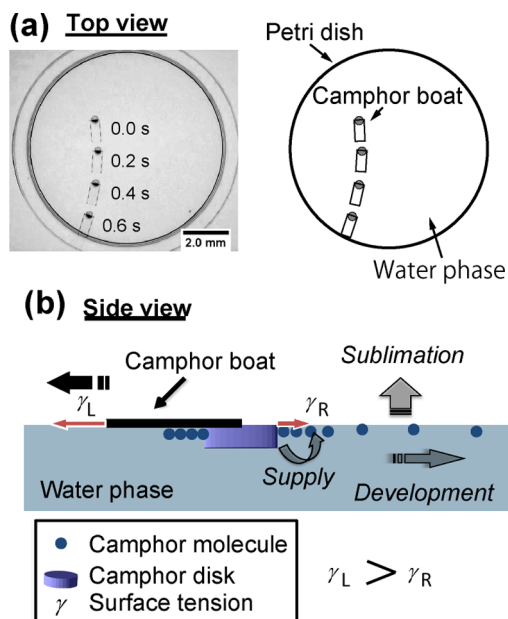 (a) Top view
0.0 s
0.2 s
0.4 s
0.6 s
2.0 mm
Petri dish
Camphor boat
Water phase
(b) Side view
Camphor boat
Sublimation
γL
γR
Supply
Development
Water phase
Camphor molecule
Camphor disk
γ Surface tension
γL > γR